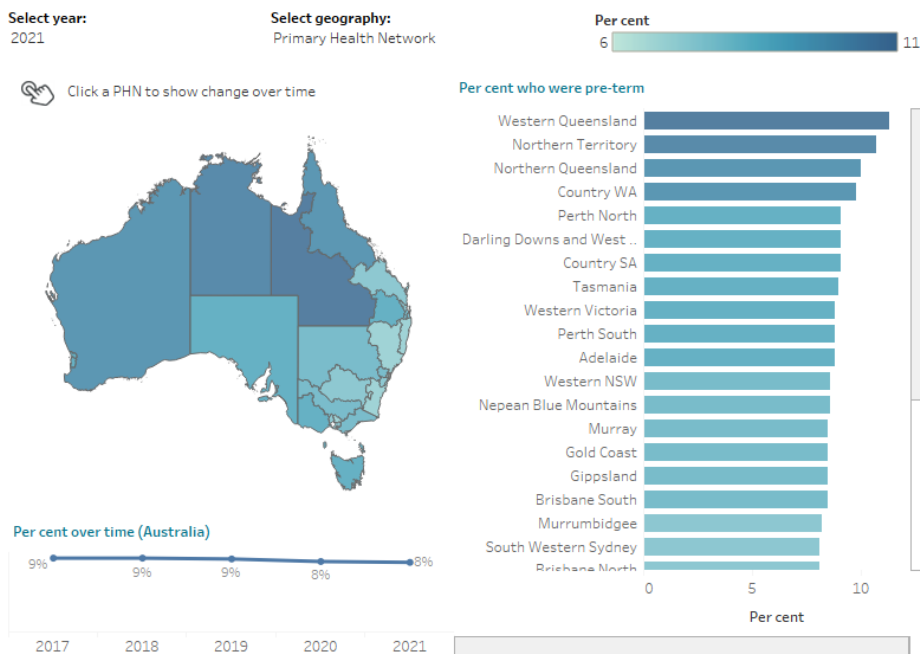 Select year:
2021
Select geography:
Primary Health Network
Per cent
6
11
Click a PHN to show change over time
Per cent who were pre-term
Western Queensland
Northern Territory
Northern Queensland
Country WA
Perth North
Darling Downs and West ..
Country SA
Tasmania
Western Victoria
Perth South
Adelaide
Western NSW
Nepean Blue Mountains
Murray
Gold Coast
Gippsland
Brisbane South
Murrumbidgee
South Western Sydney
Brisbane North
0 5 10
Per cent
Per cent over time (Australia)
9% 9% 9% 8% 8%
2017 2018 2019 2020 2021